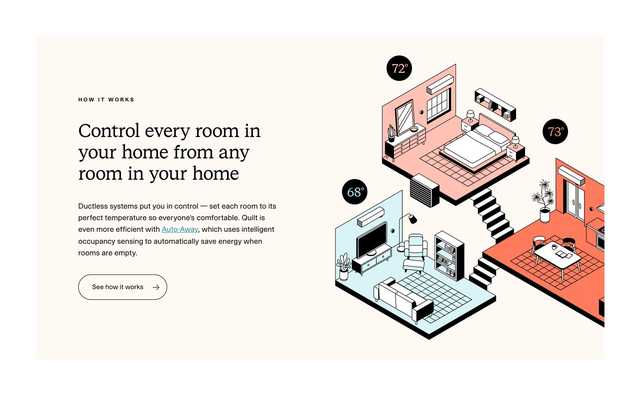 HOW IT WORKS
Control every room in
your home from any
room in your home
Ductless systems put you in control — set each room to its
perfect temperature so everyone's comfortable. Quilt is
even more efficient with Auto-Away, which uses intelligent
occupancy sensing to automatically save energy when
rooms are empty.
See how it works →
72°
73°
68°